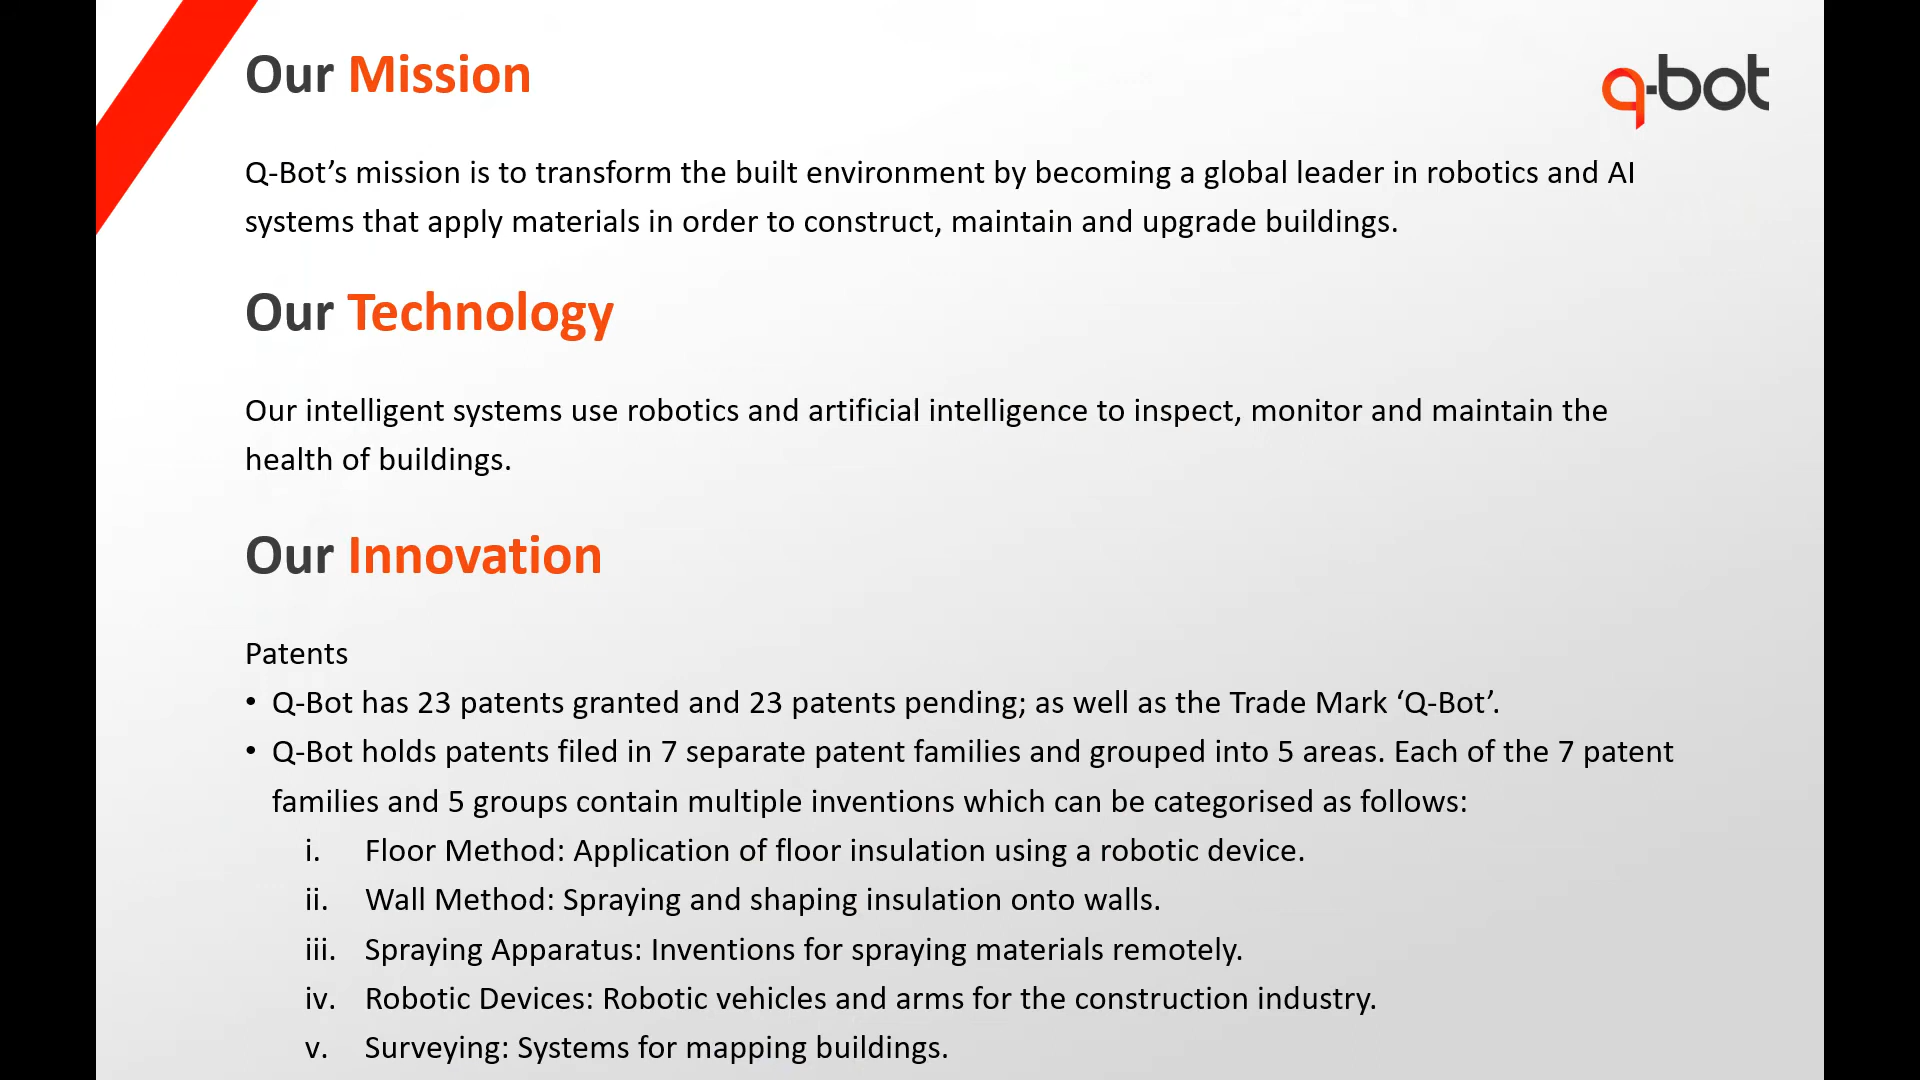 Our Mission
q-bot
Q-Bot’s mission is to transform the built environment by becoming a global leader in robotics and AI
systems that apply materials in order to construct, maintain and upgrade buildings.
Our Technology
Our intelligent systems use robotics and artificial intelligence to inspect, monitor and maintain the
health of buildings.
Our Innovation
Patents
• Q-Bot has 23 patents granted and 23 patents pending; as well as the Trade Mark ‘Q-Bot’.
• Q-Bot holds patents filed in 7 separate patent families and grouped into 5 areas. Each of the 7 patent
families and 5 groups contain multiple inventions which can be categorised as follows:
i. Floor Method: Application of floor insulation using a robotic device.
ii. Wall Method: Spraying and shaping insulation onto walls.
iii. Spraying Apparatus: Inventions for spraying materials remotely.
iv. Robotic Devices: Robotic vehicles and arms for the construction industry.
v. Surveying: Systems for mapping buildings.